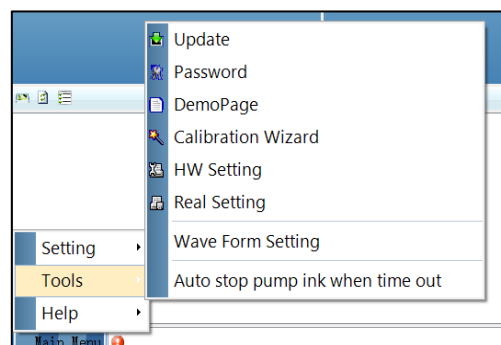 Update
Password
DemoPage
Calibration Wizard
HW Setting
Real Setting
Wave Form Setting
Auto stop pump ink when time out
Setting
Tools
Help
Main Menu